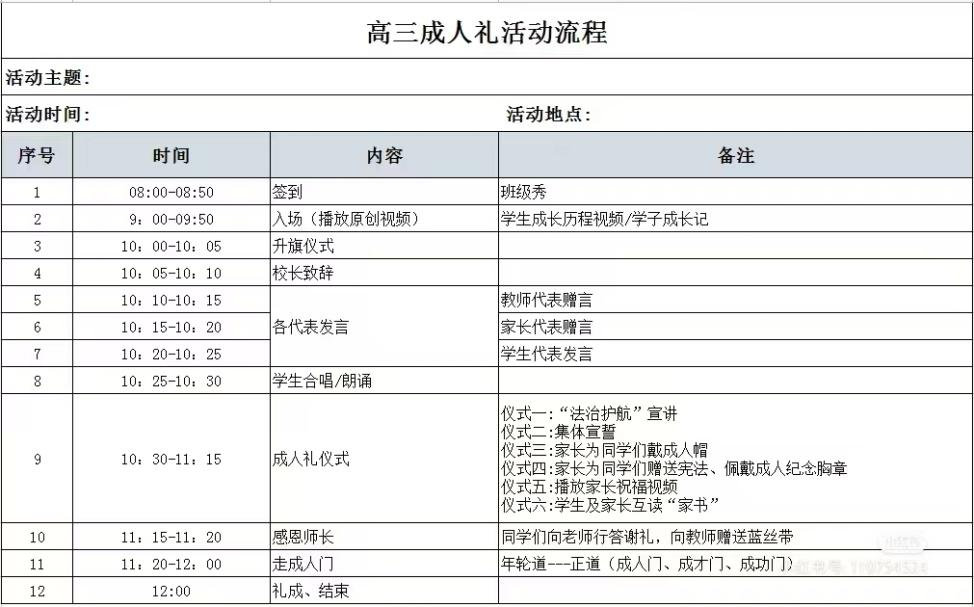 高三成人礼活动流程
活动主题:
活动时间: 活动地点:
序号 时间 内容 备注
1 08:00-08:50 签到 班级秀
2 9：00-09:50 入场（播放原创视频） 学生成长历程视频/学子成长记
3 10：00-10：05 升旗仪式
4 10：05-10：10 校长致辞
5 10：10-10：15 教师代表赠言
6 10：15-10：20 各代表发言 家长代表赠言
7 10：20-10：25 学生代表发言
8 10：25-10：30 学生合唱/朗诵
仪式一:“法治护航”宣讲
仪式二:集体宣誓
仪式三:家长为同学们戴成人帽
9 10：30-11：15 成人礼仪式 仪式四:家长为同学们赠送宪法、佩戴成人纪念胸章
仪式五:播放家长祝福视频
仪式六:学生及家长互读“家书”
10 11：15-11：20 感恩师长 同学们向老师行答谢礼，向教师赠送蓝丝带
11 11：20-12：00 走成人门 年轮道---正道（成人门、成才门、成功门）
12 12:00 礼成、结束
小红书